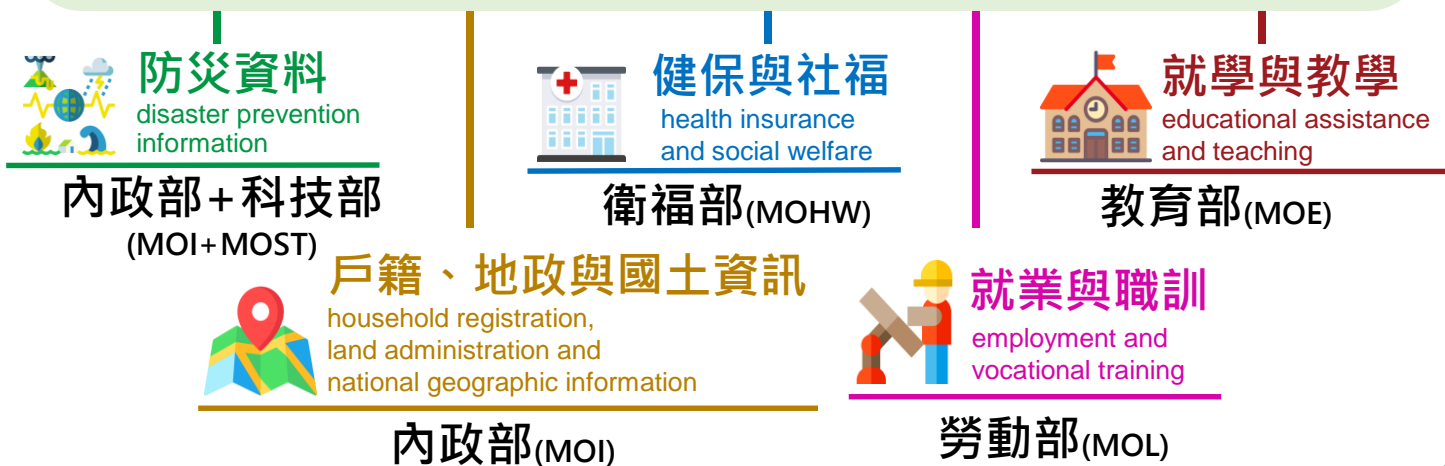 防災資料
disaster prevention
information
內政部+科技部
(MOI+MOST)
健保與社福
health insurance
and social welfare
衛福部(MOHW)
就學與教學
educational assistance
and teaching
教育部(MOE)
戶籍、地政與國土資訊
household registration,
land administration and
national geographic information
內政部(MOI)
就業與職訓
employment and
vocational training
勞動部(MOL)